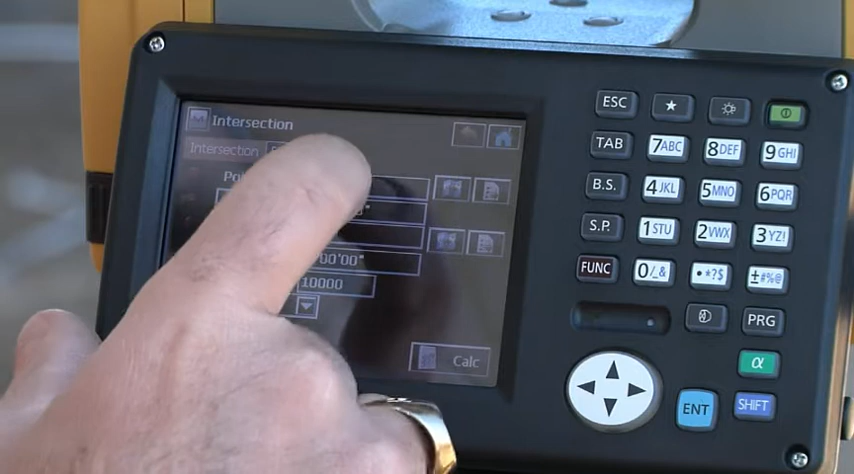 Intersection
Intersection
Po
"
00'00"
10000
Calc
ESC ★
TAB 7ABC 8DEF 9GHI
B.S. 4JKL 5MNO 6PQR
S.P. 1STU 2VWX 3YZ!
FUNC 0/_& •*?$ ±#%@
PRG
α
ENT SHIFT